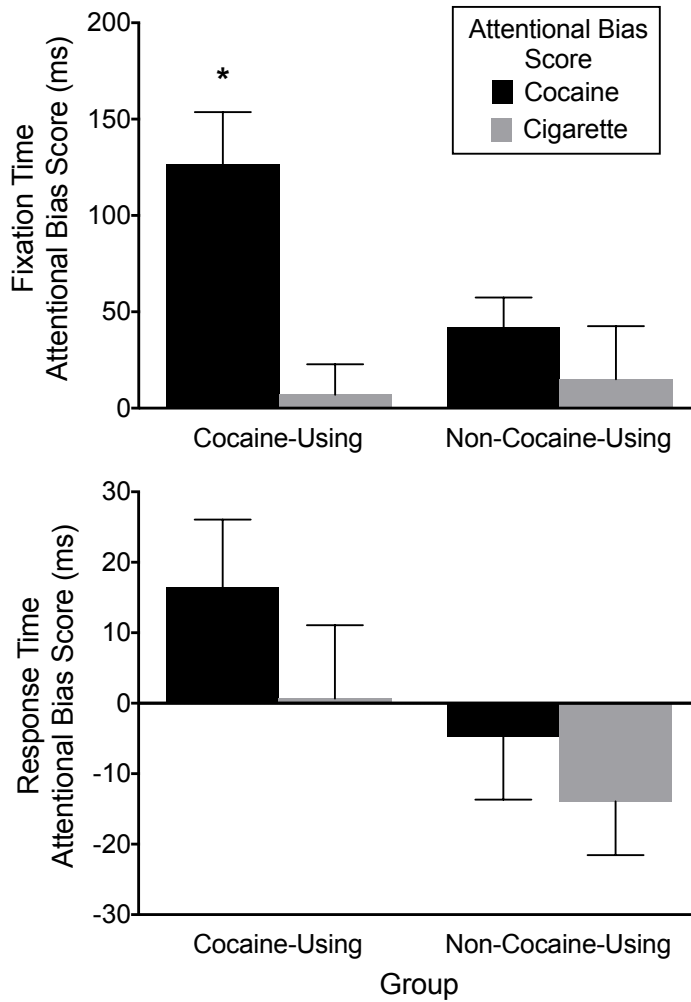 Attentional Bias
Score
Cocaine
Cigarette
Fixation Time
Attentional Bias Score (ms)
200
150
100
50
0
*
Cocaine-Using
Non-Cocaine-Using
Response Time
Attentional Bias Score (ms)
30
20
10
0
-10
-20
-30
Cocaine-Using
Non-Cocaine-Using
Group